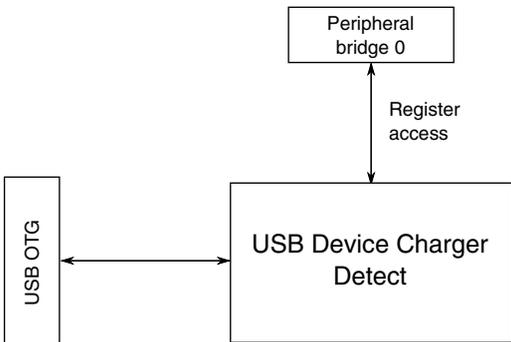 Peripheral
bridge 0
Register
access
USB OTG
USB Device Charger
Detect